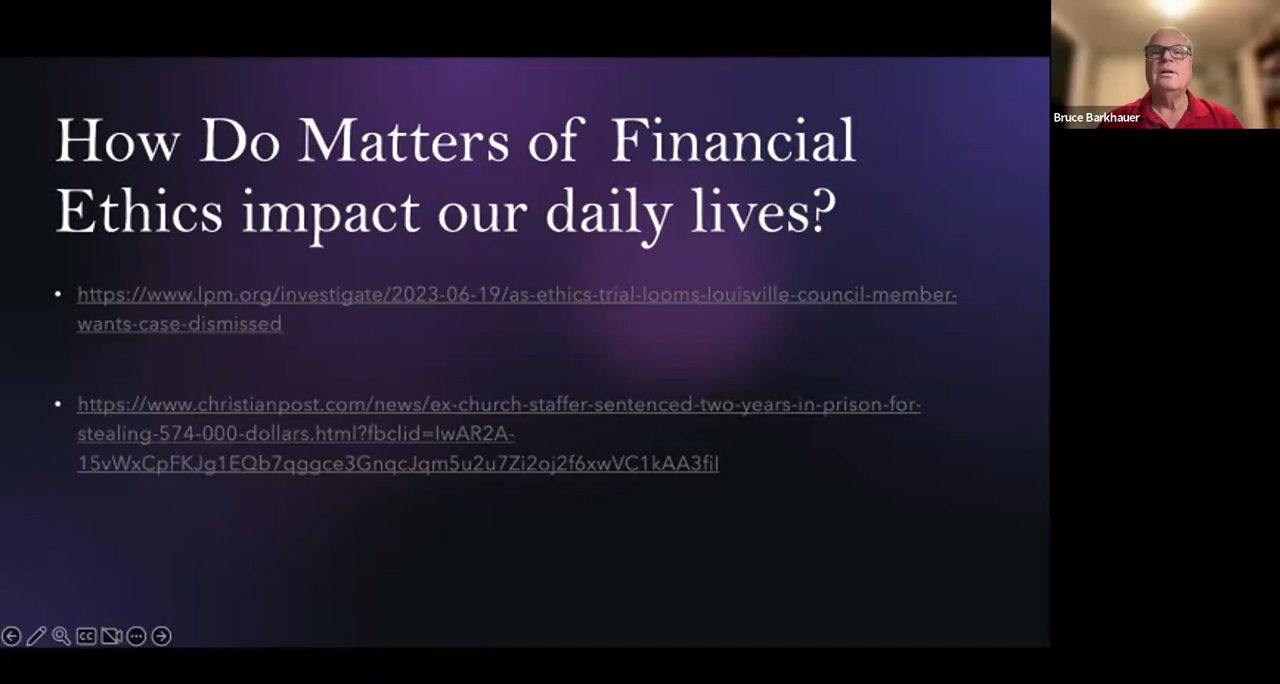 How Do Matters of Financial
Ethics impact our daily lives?
• https://www.lpm.org/investigate/2023-06-19/as-ethics-trial-looms-louisville-council-member-
wants-case-dismissed
• https://www.christianpost.com/news/ex-church-staffer-sentenced-two-years-in-prison-for-
stealing-574-000-dollars.html?fbclid=IwAR2A-
15vWxCpFKJg1EQb7qggce3GnqcJqm5u2u7Zi2oj2f6xwVC1kAA3fiI
Bruce Barkhauer
CC